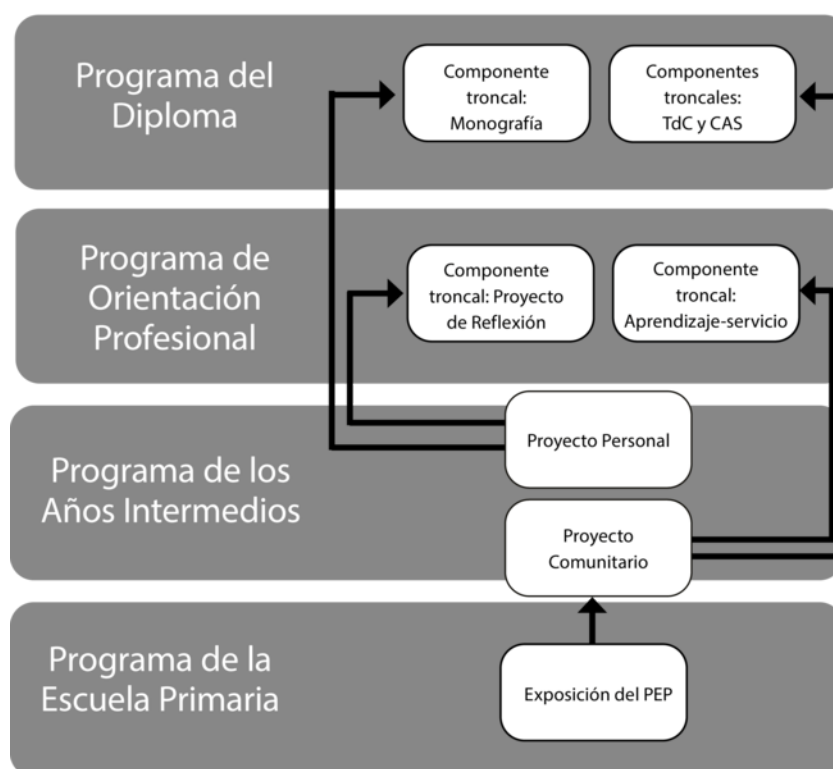 Programa del
Diploma
Componente
troncal:
Monografía
Componentes
troncales:
TdC y CAS
Programa de
Orientación
Profesional
Componente
troncal: Proyecto
de Reflexión
Componente
troncal:
Aprendizaje-servicio
Programa de los
Años Intermedios
Proyecto Personal
Proyecto
Comunitario
Programa de la
Escuela Primaria
Exposición del PEP